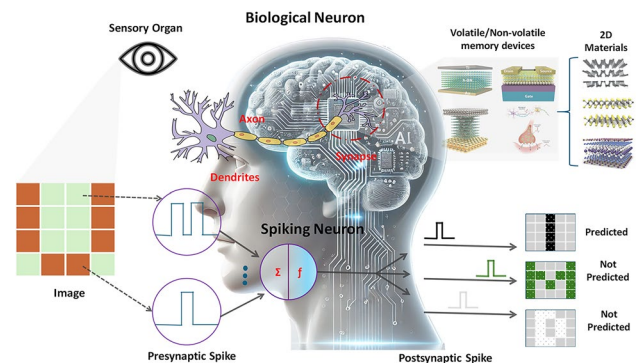 Biological Neuron
Sensory Organ
Volatile/Non-volatile
memory devices
2D
Materials
Axon
AI
Synapse
Dendrites
Spiking Neuron
Σ
ƒ
Image
Presynaptic Spike
Postsynaptic Spike
Predicted
Not
Predicted
Not
Predicted